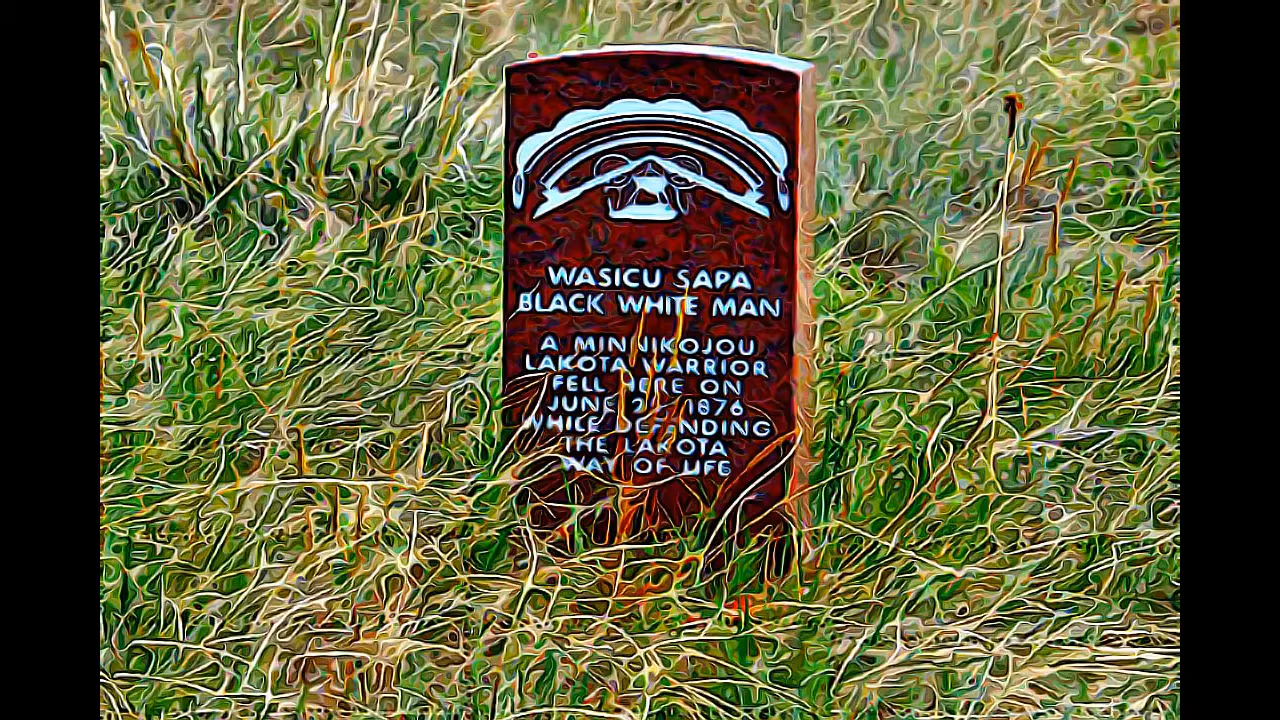 WASICU SAPA
BLACK WHITE MAN
A MINNIKOJOU
LAKOTA WARRIOR
FELL HERE ON
JUNE 1876
WHILE DEFENDING
THE LAKOTA
WAY OF LIFE